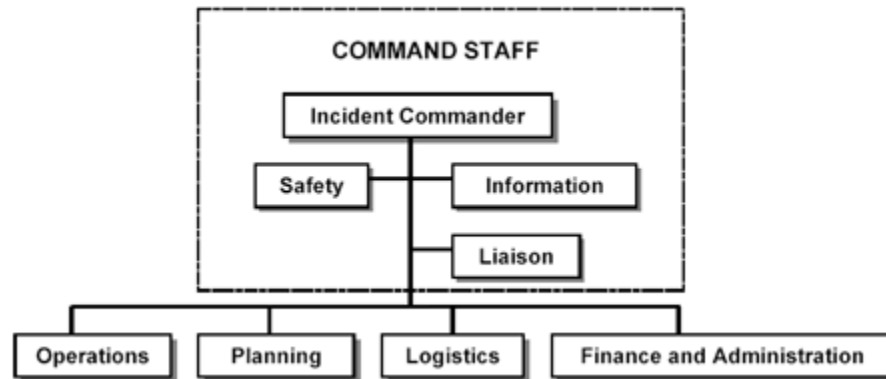 COMMAND STAFF
Incident Commander
Safety
Information
Liaison
Operations
Planning
Logistics
Finance and Administration